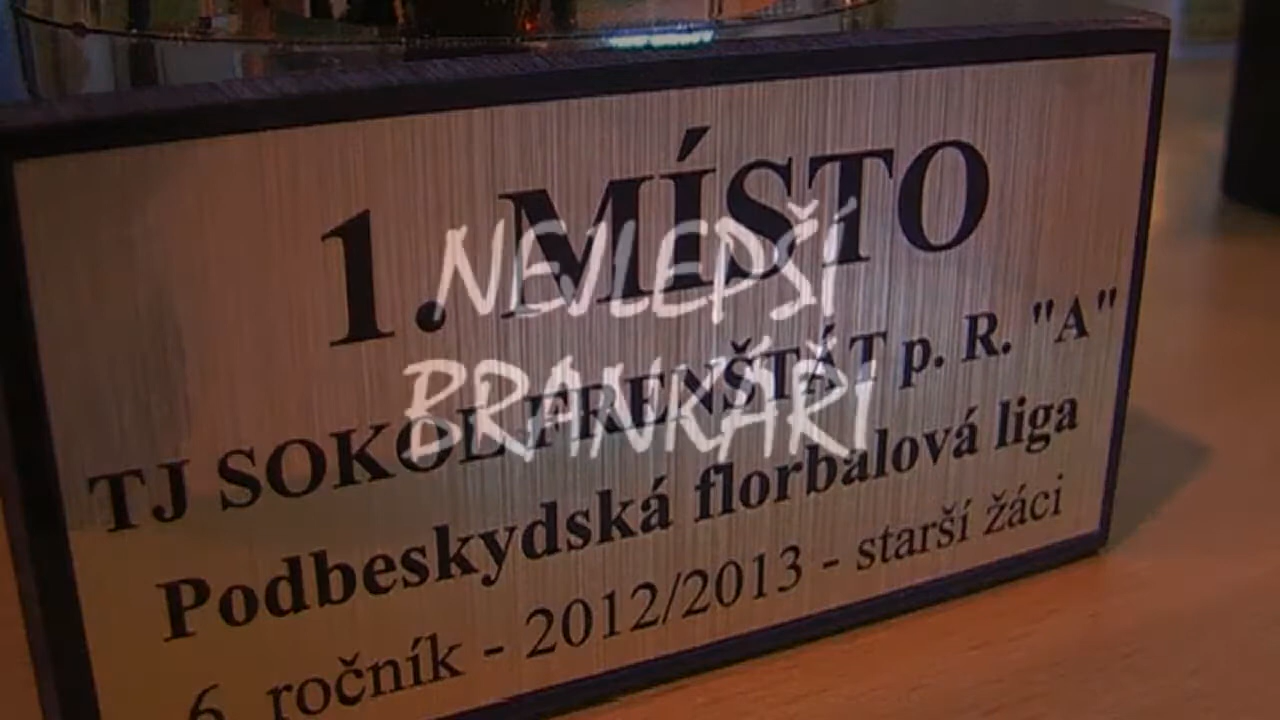 1. MÍSTO
NEJLEPŠÍ
BRANKÁŘI
TJ SOKOL FRENŠTÁT p. R. "A"
Podbeskydská florbalová liga
6. ročník - 2012/2013 - starší žáci